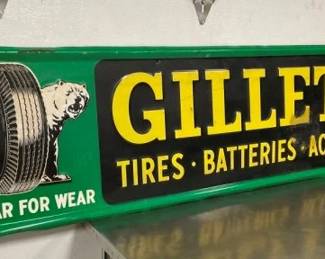 GILLET
TIRES · BATTERIES · AC
AR FOR WEAR